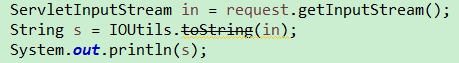 ServletInputStream in = request.getInputStream();
String s = IOUtils.toString(in);
System.out.println(s);